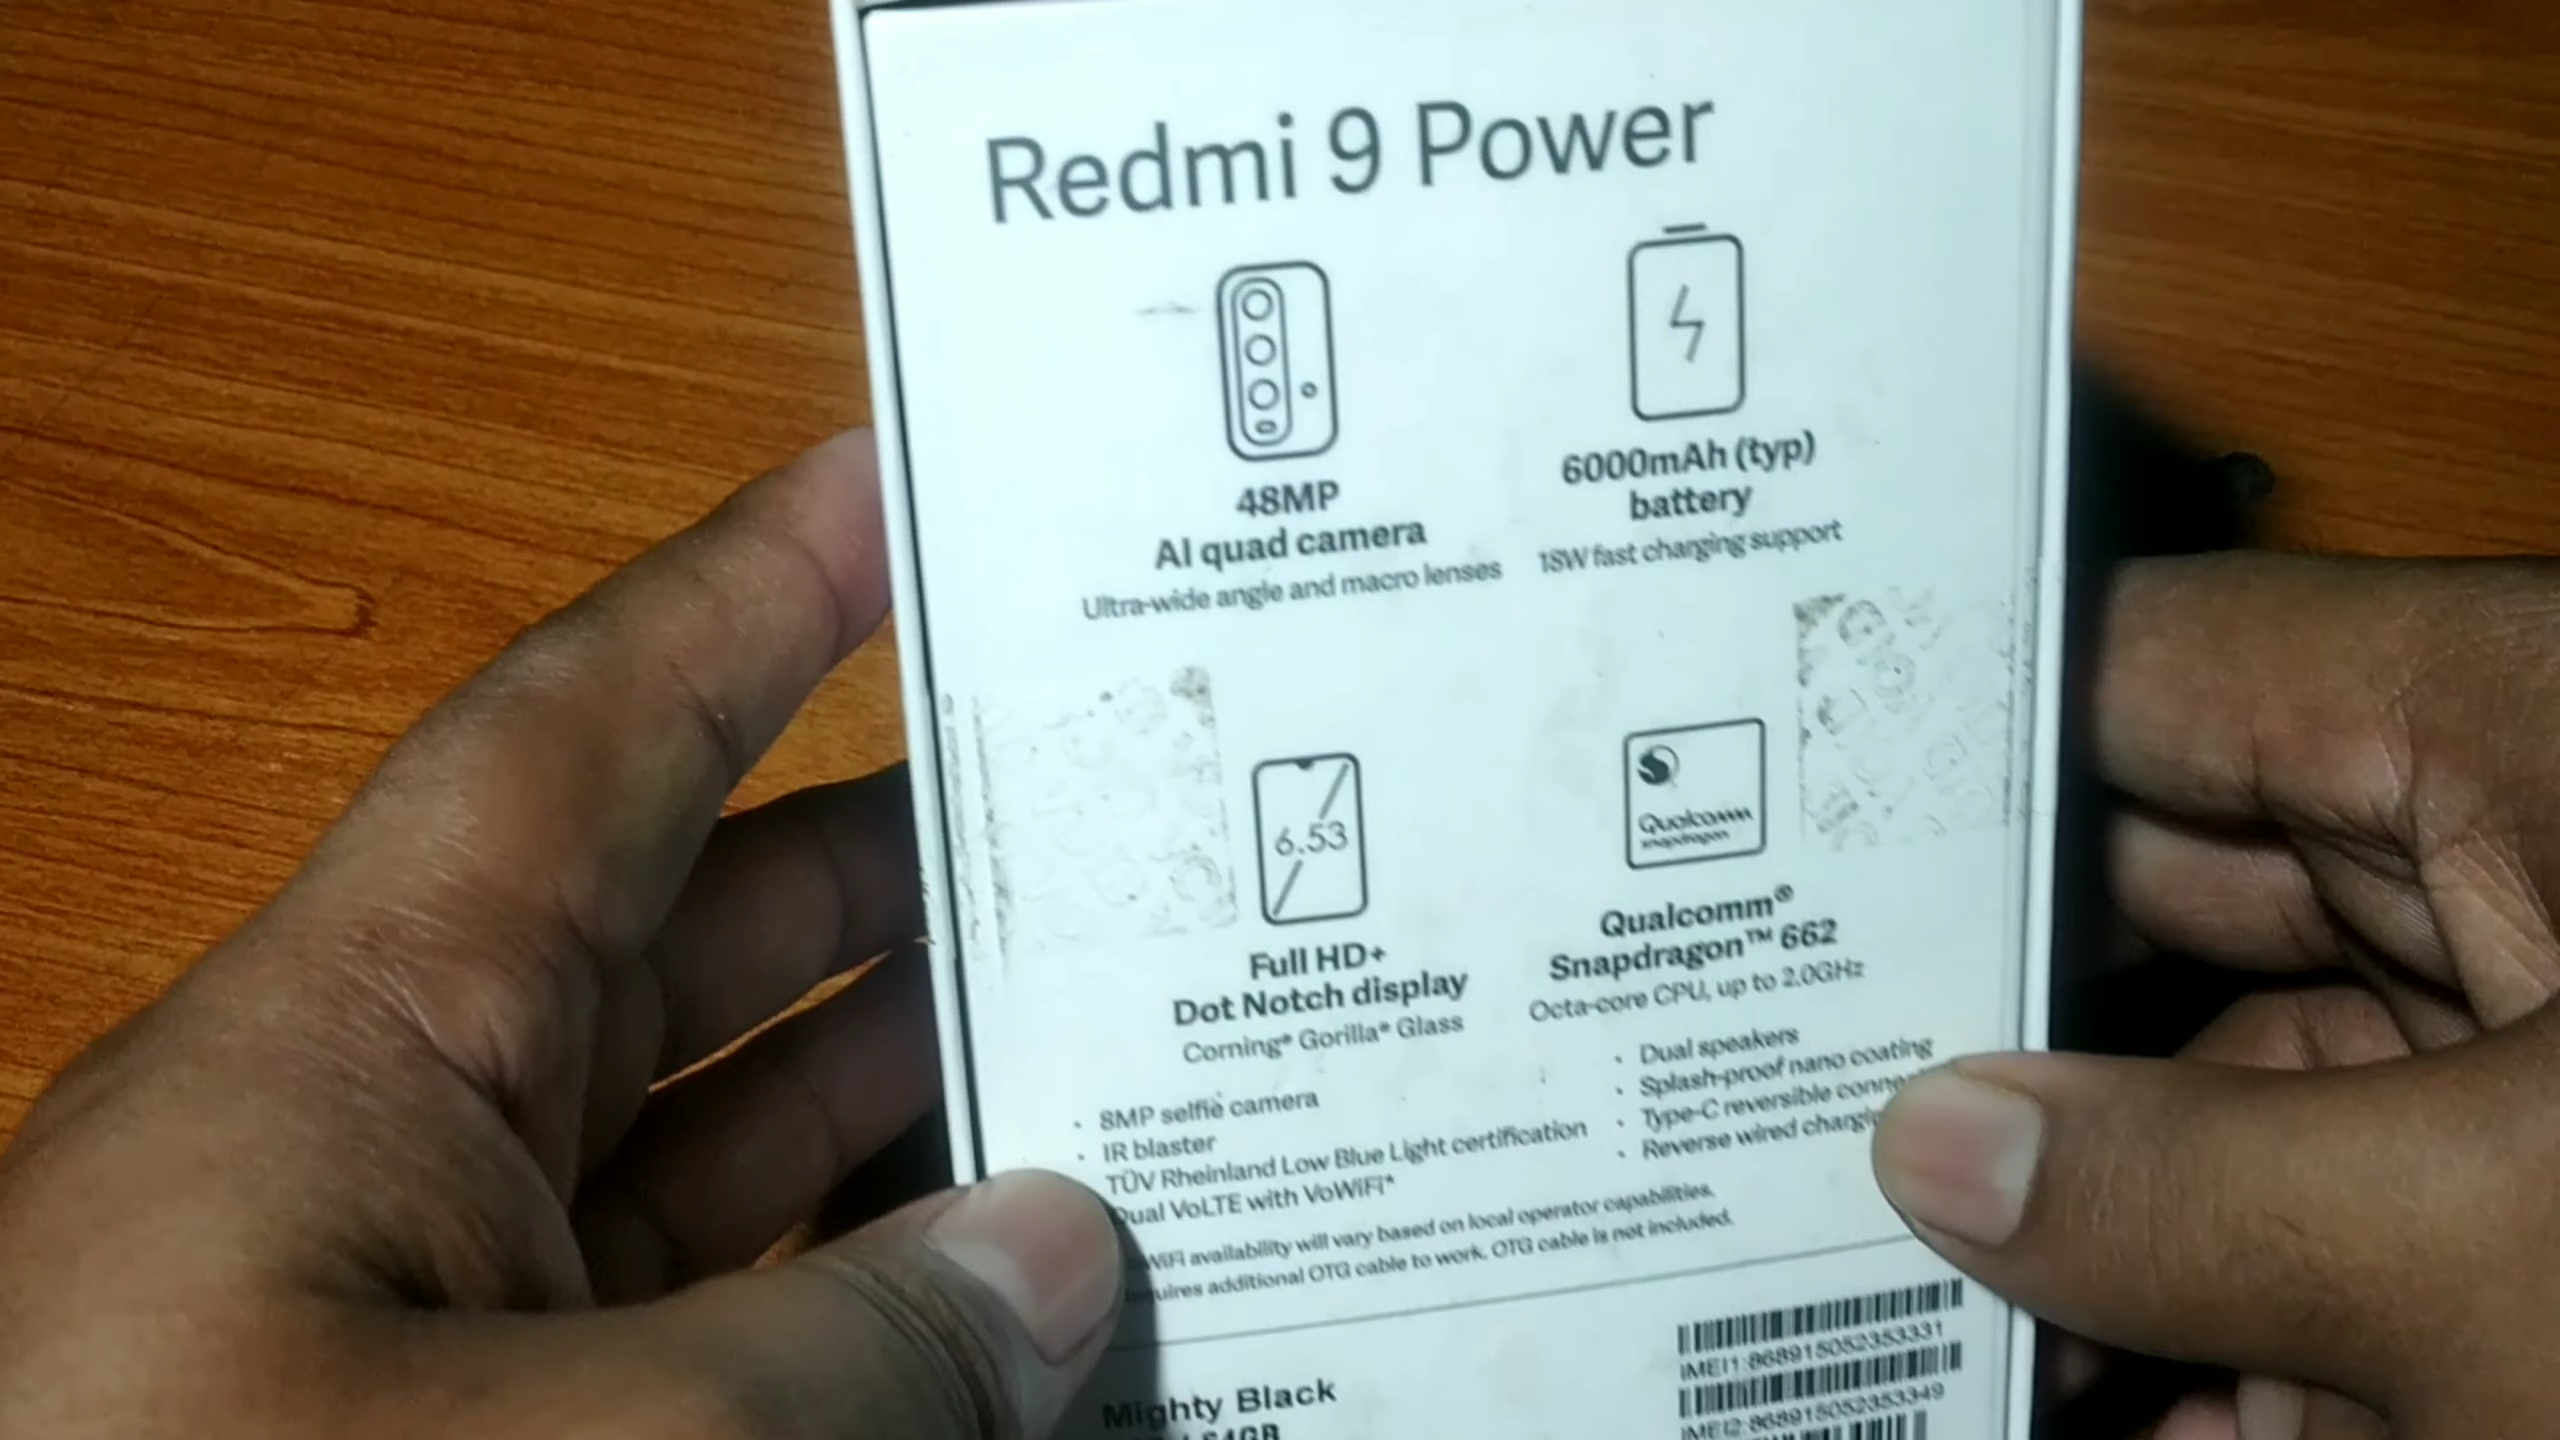 Redmi 9 Power
48MP
AI quad camera
Ultra-wide angle and macro lenses
6000mAh (typ)
battery
18W fast charging support
6.53
Full HD+
Dot Notch display
Corning® Gorilla® Glass
Qualcomm
snapdragon
Qualcomm®
Snapdragon™ 662
Octa-core CPU, up to 2.0GHz
• 8MP selfie camera
• IR blaster
TÜV Rheinland Low Blue Light certification
Dual VoLTE with VoWiFi*
• Dual speakers
• Splash-proof nano coating
• Type-C reversible
• Reverse wired
availability will vary based on local operator capabilities.
additional OTG cable to work. OTG cable is not included.
Mighty Black
64GB
IMEI1:868915052353331
IMEI2:868915052353349